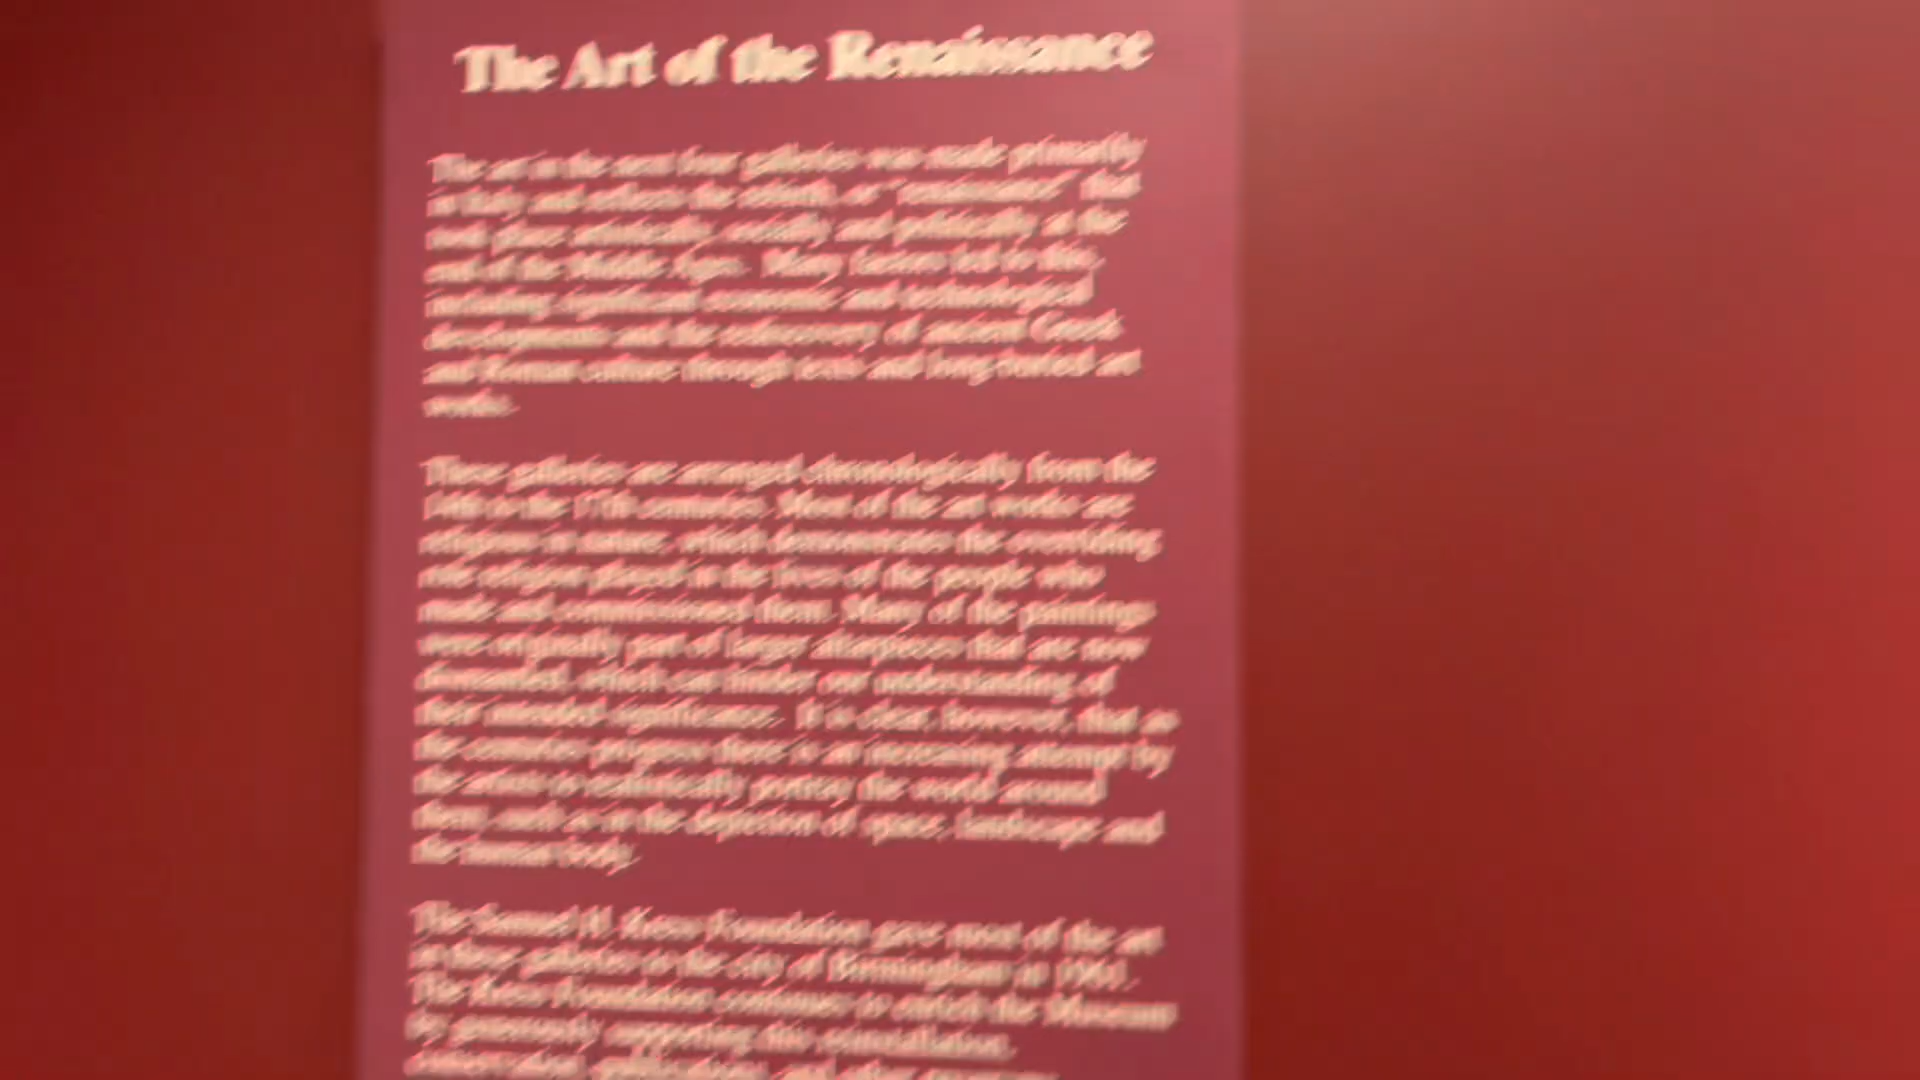 The Art of the Renaissance
The art in the next four galleries was made primarily
in Italy and reflects the rebirth, or "renaissance" that
took place artistically, socially and politically at the
end of the Middle Ages. Many factors led to this,
including significant economic and technological
developments and the rediscovery of ancient Greek
and Roman culture through texts and long-buried art
works.
These galleries are arranged chronologically from the
14th to the 17th centuries. Most of the art works are
religious in nature, which demonstrates the overriding
role religion played in the lives of the people who
made and commissioned them. Many of the paintings
were originally part of larger altarpieces that are now
dismantled, which can hinder our understanding of
their intended significance. It is clear, however, that as
the centuries progress there is an increasing attempt by
the artists to realistically portray the world around
them, such as in the depiction of space, landscape and
the human body.
The Samuel H. Kress Foundation gave most of the art
in these galleries to the city of Birmingham in 1961.
The Kress Foundation continues to enrich the Museum
by generously supporting this reinstallation,
conservation, publications, and other